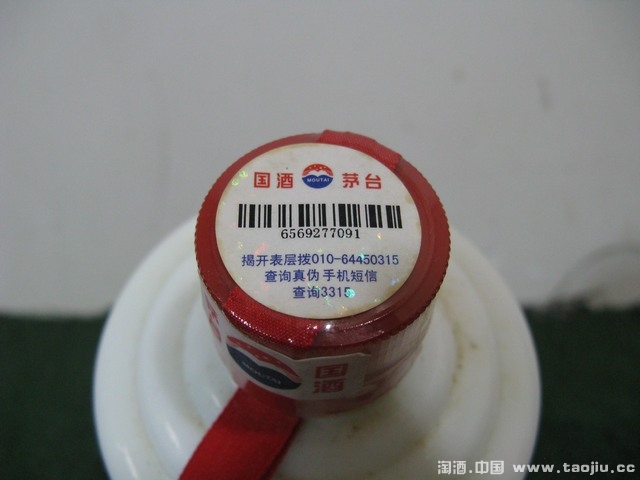 国酒 MOUTAI 茅台
6569277091
揭开表层拨010-64450315
查询真伪 手机短信
查询3315
国酒
淘酒.中国 www.taojiu.cc